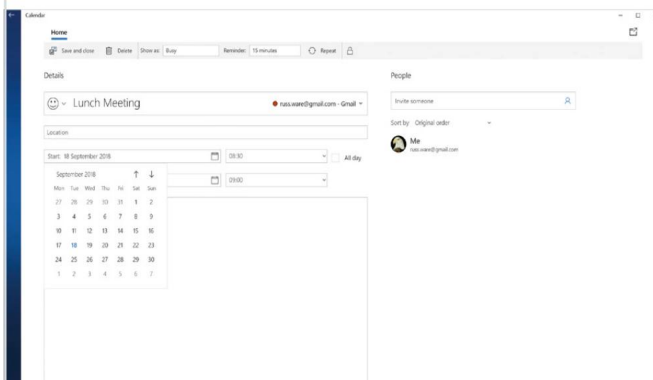 Calendar
Home
Save and close Delete Show as: Busy Reminder: 15 minutes Repeat
Details
People
Lunch Meeting
russ.ware@gmail.com - Gmail
Invite someone
Location
Sort by Original order
Start: 18 September 2018
08:30
All day
Me
russ.ware@gmail.com
September 2018
09:00
Mon Tue Wed Thu Fri Sat Sun
27 28 29 30 31 1 2
3 4 5 6 7 8 9
10 11 12 13 14 15 16
17 18 19 20 21 22 23
24 25 26 27 28 29 30
1 2 3 4 5 6 7